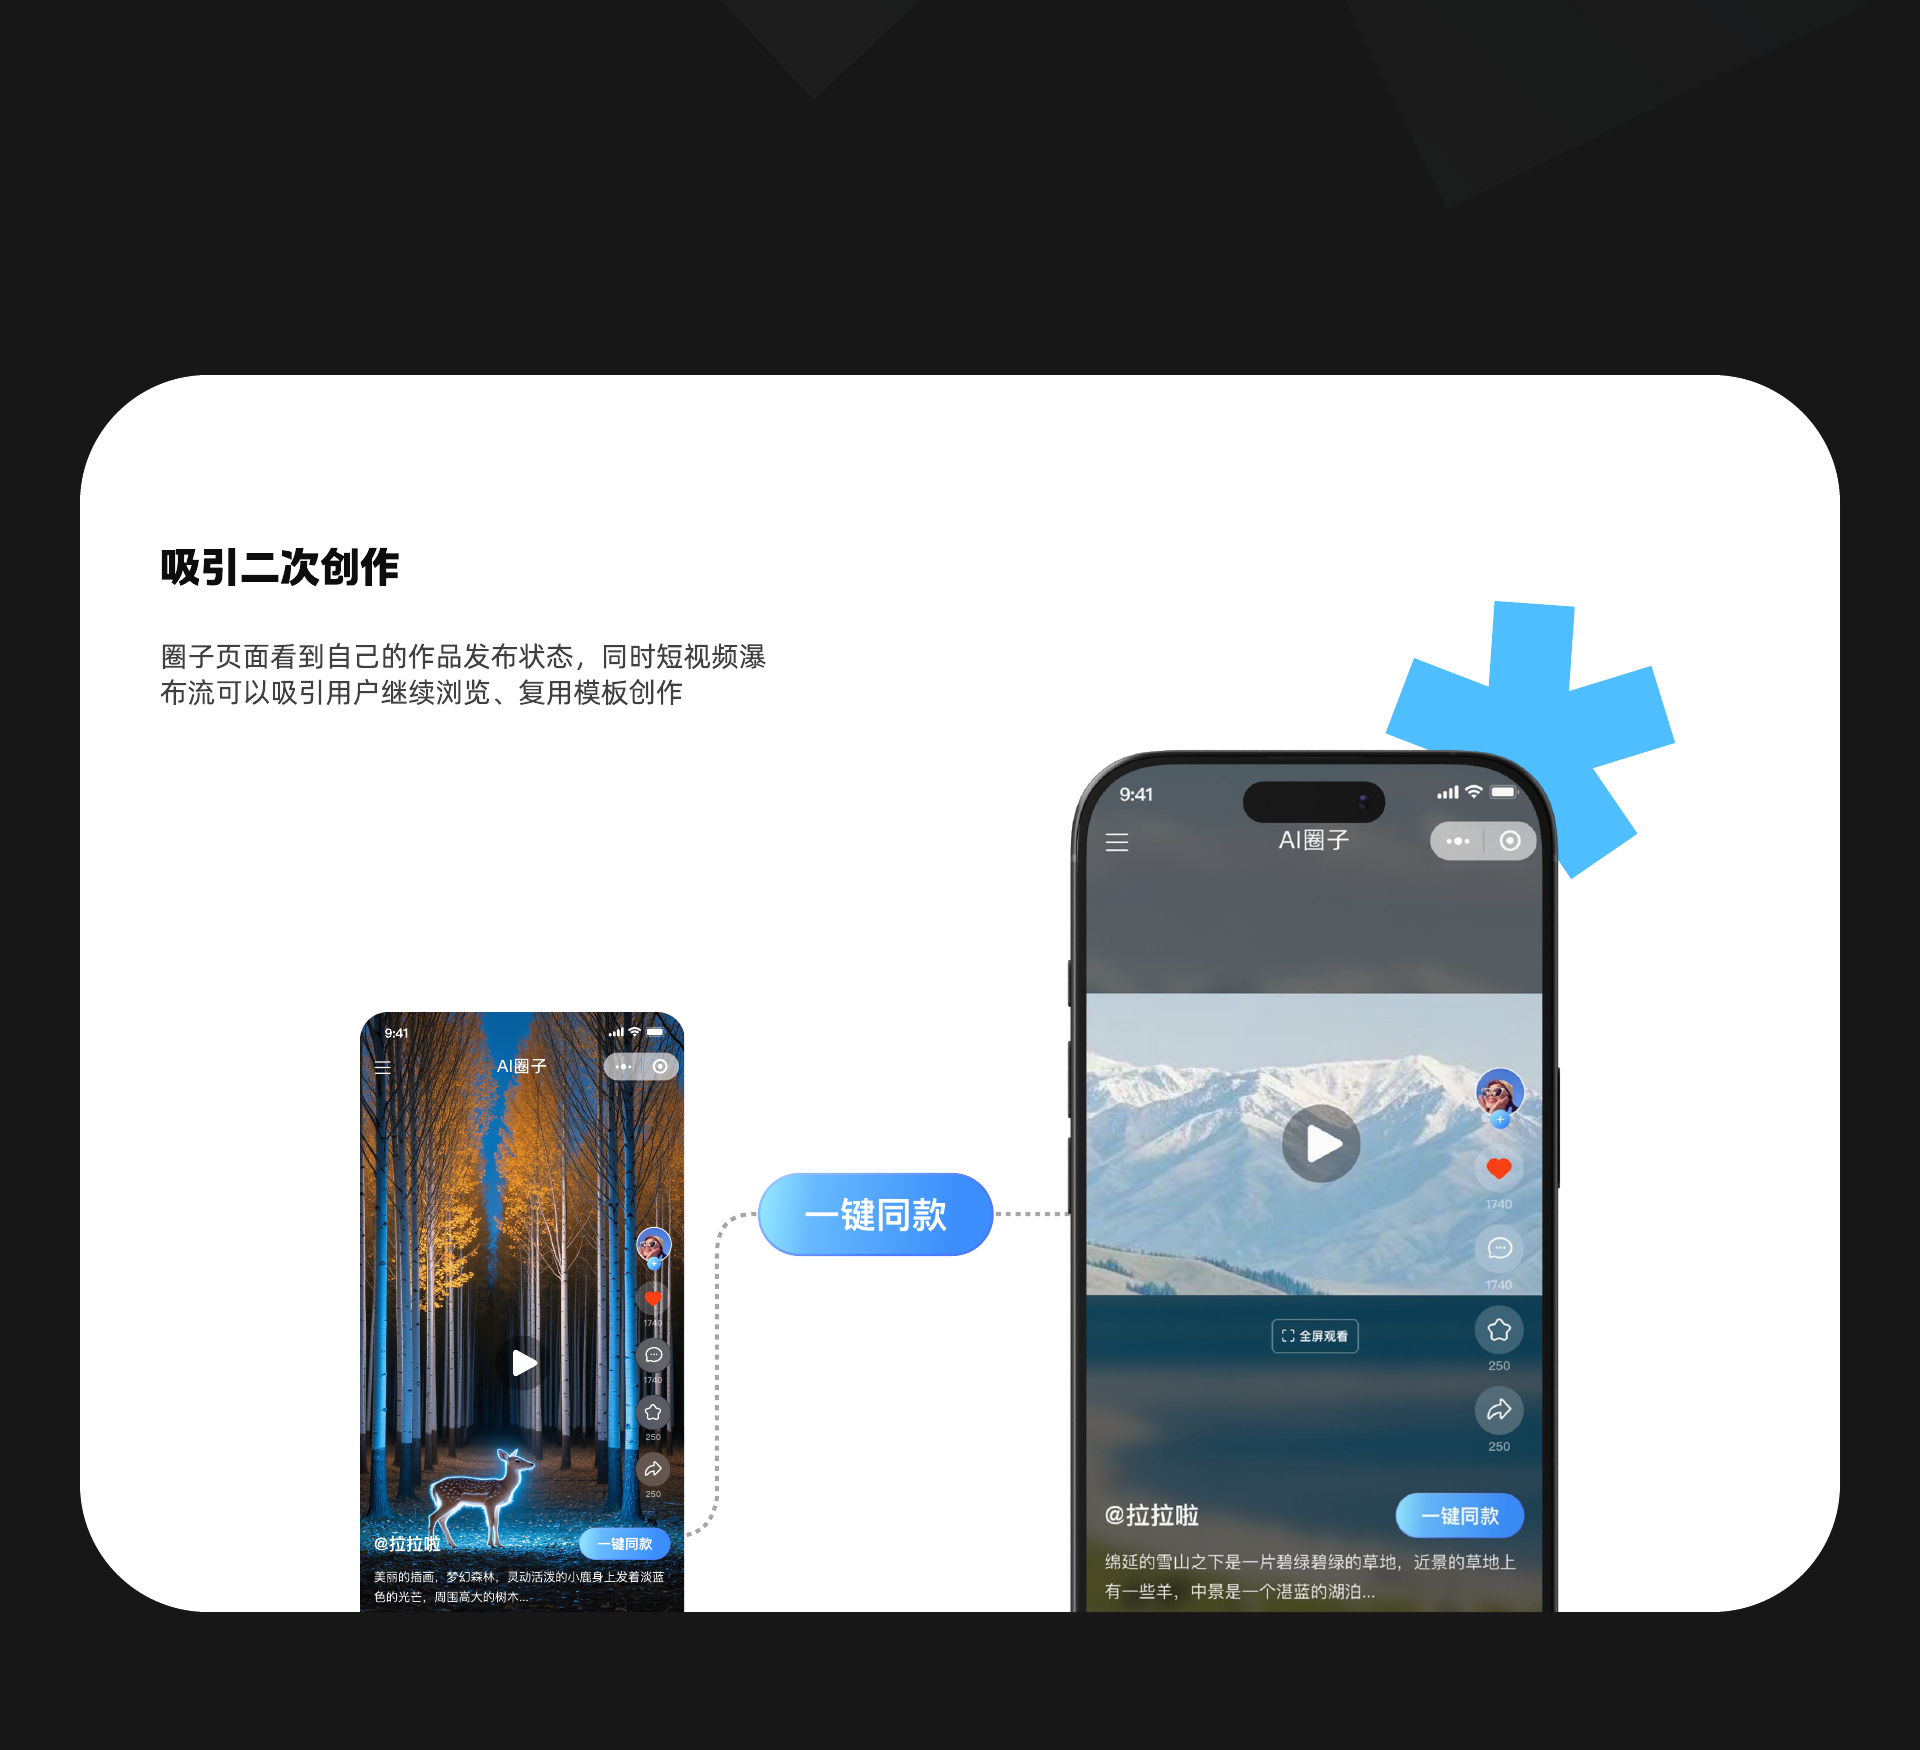 吸引二次创作
圈子页面看到自己的作品发布状态，同时短视频瀑
布流可以吸引用户继续浏览、复用模板创作
9:41
AI圈子
1740
1740
250
250
@拉拉啦
一键同款
美丽的插画，梦幻森林，灵动活泼的小鹿身上发着淡蓝
色的光芒，周围高大的树木...
一键同款
9:41
AI圈子
1740
1740
全屏观看
250
250
@拉拉啦
一键同款
绵延的雪山之下是一片碧绿碧绿的草地，近景的草地上
有一些羊，中景是一个湛蓝的湖泊...